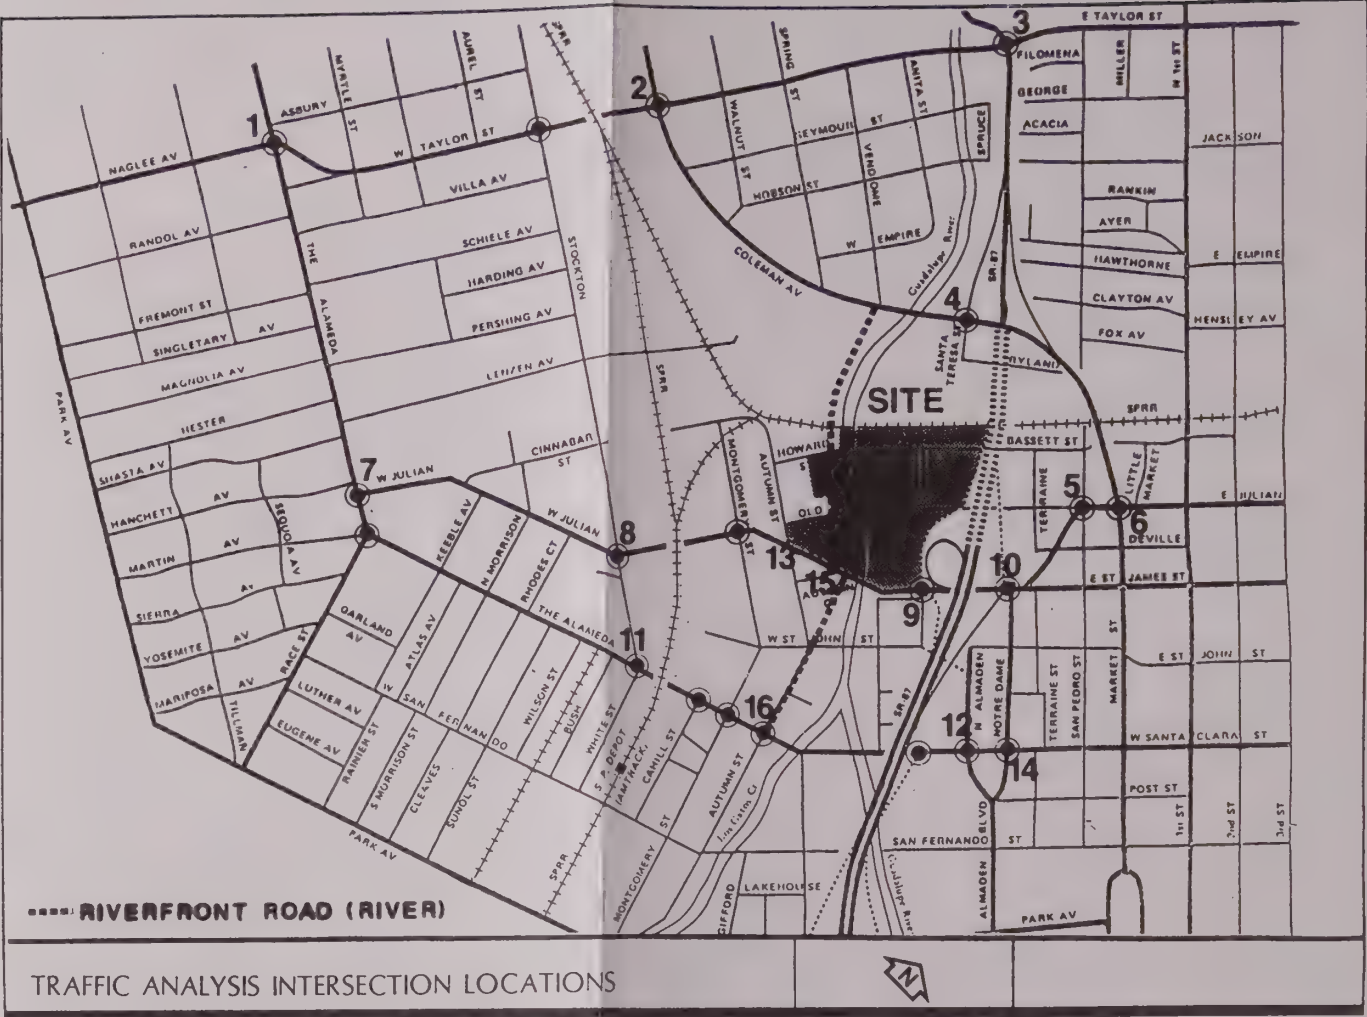 3
E TAYLOR ST
SPRR
AUREL
ST
MYRTLE
ST
SPRING
ST
FILOMENA
MILLER
N 1st ST
2
ANITA ST
GEORGE
ASBURY
1
WALNUT
ST
SPRUCE
ACACIA
W TAYLOR ST
ST
JACKSON
NAGLEE AV
VENDOME
VILLA AV
HOBSON ST
RANKIN
AYER
RANDOL AV
SCHIELE AV
W EMPIRE
Guadalupe River
E EMPIRE
THE
ALAMEDA
STOCKTON
COLEMAN AV
SR-87
HAWTHORNE
HARDING AV
CLAYTON AV
FREMONT ST
4
PERSHING AV
HENSLEY AV
SINGLETARY AV
SANTA
TERESA ST
FOX AV
RYLAND
MAGNOLIA AV
LENZEN AV
SPRR
PARK AV
SITE
SPRR
HESTER
BASSETT ST
CINNABAR
ST
HOWARD
S
MONTGOMERY
ST
AUTUMN ST
SHASTA AV
7
W JULIAN
TERRAINE
ST
5
LITTLE
MARKET
E JULIAN
HANCHETT AV
SEQUOIA AV
OLD
6
KEEBLE AV
N MORRISON
W JULIAN
8
DEVILLE
MARTIN AV
RHODES CT
13
10
15
E ST JAMES ST
9
SIERRA
GARLAND
AV
THE ALAMEDA
ATLAS AV
11
W ST JOHN ST
YOSEMITE AV
RACE ST
E ST JOHN ST
MARIPOSA AV
LUTHER AV
W SAN FERNANDO
WILSON ST
BUSH
WHITE ST
SR-87
N ALMADEN
NOTRE DAME
TERRAINE ST
SAN PEDRO ST
MARKET ST
TILLMAN
EUGENE AV
RAINIER ST
16
12
14
W SANTA CLARA ST
S MORRISON ST
CLEAVES
SUNOL ST
S. P. DEPOT
CAHILL ST
AUTUMN ST
POST ST
1st ST
2nd ST
3rd ST
PARK AV
MONTGOMERY ST
SAN FERNANDO ST
ALMADEN BLVD
SPRR
GIFFORD
LAKEHOUSE
Guadalupe River
RIVERFRONT ROAD (RIVER)
PARK AV
TRAFFIC ANALYSIS INTERSECTION LOCATIONS
N